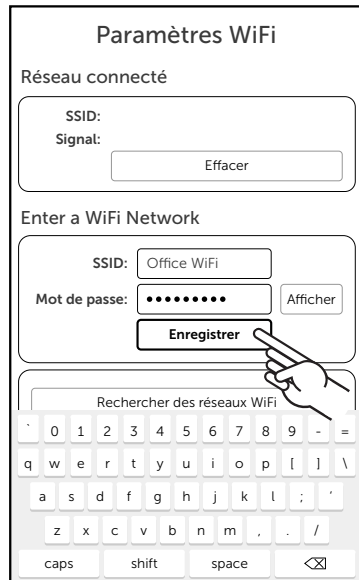 Paramètres WiFi
Réseau connecté
SSID:
Signal:
Effacer
Enter a WiFi Network
SSID: Office WiFi
Mot de passe: ••••••••• Afficher
Enregistrer
Rechercher des réseaux WiFi
` 0 1 2 3 4 5 6 7 8 9 - =
q w e r t y u i o p [ ] \
a s d f g h j k l ; ′
z x c v b n m , . /
caps shift space